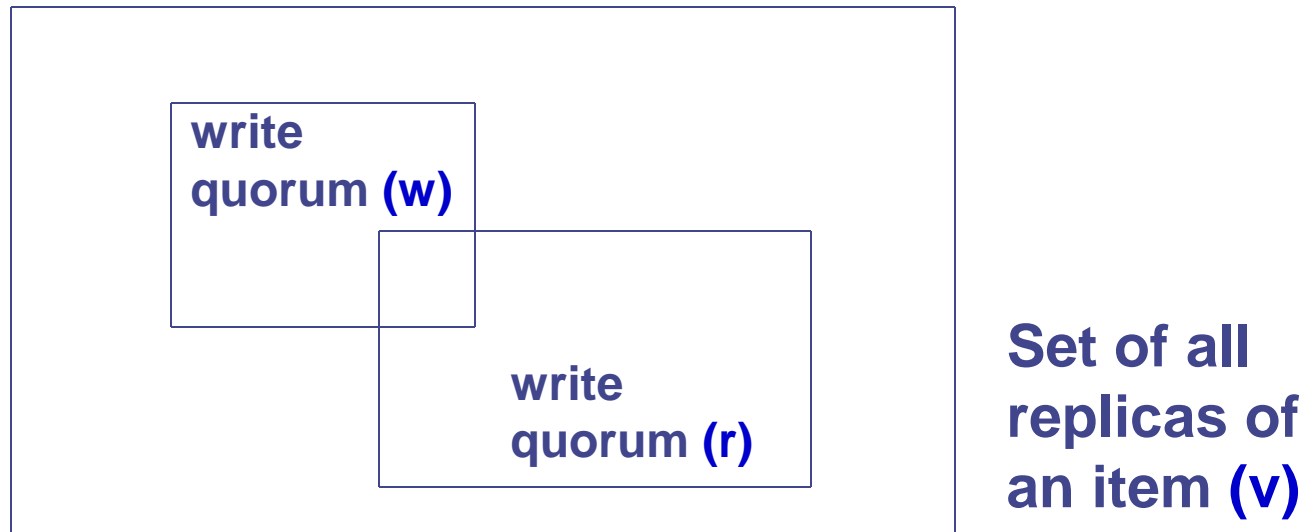 write
quorum (w)
write
quorum (r)
Set of all
replicas of
an item (v)